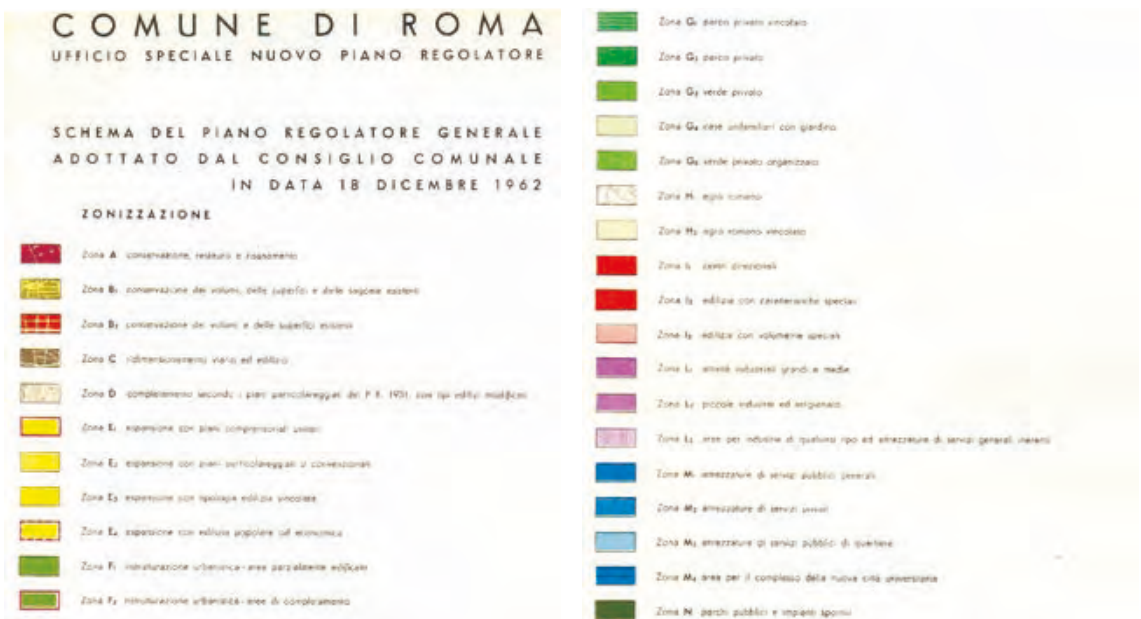 COMUNE DI ROMA
UFFICIO SPECIALE NUOVO PIANO REGOLATORE
SCHEMA DEL PIANO REGOLATORE GENERALE
ADOTTATO DAL CONSIGLIO COMUNALE
IN DATA 18 DICEMBRE 1962
ZONIZZAZIONE
Zona A conservazione, restauro e risanamento
Zona B1 conservazione dei volumi, delle superfici e delle sagome esistenti
Zona B2 conservazione dei volumi e delle superfici esistenti
Zona C ridimensionamento viario ed edilizio
Zona D completamento secondo i piani particolareggiati del P.R. 1931, con tipi edilizi modificati
Zona E1 espansione con piani comprensoriali unitari
Zona E2 espansione con piani particolareggiati o convenzionati
Zona E3 espansione con tipologia edilizia vincolata
Zona E4 espansione con edilizia popolare ed economica
Zona F1 ristrutturazione urbanistica - aree parzialmente edificate
Zona F2 ristrutturazione urbanistica - aree di completamento
Zona G1 parco privato vincolato
Zona G2 parco privato
Zona G3 verde privato
Zona G4 case unifamiliari con giardino
Zona G5 verde privato organizzato
Zona H1 agro romano
Zona H2 agro romano vincolato
Zona I1 centri direzionali
Zona I2 edilizia con caratteristiche speciali
Zona I3 edilizia con volumetrie speciali
Zona L1 attività industriali grandi e medie
Zona L2 piccole industrie ed artigianato
Zona L3 aree per industrie di qualunque tipo ed attrezzature di servizi generali inerenti
Zona M1 attrezzature di servizi pubblici generali
Zona M2 attrezzature di servizi privati
Zona M3 attrezzature di servizi pubblici di quartiere
Zona M4 area per il complesso della nuova città universitaria
Zona N parchi pubblici e impianti sportivi